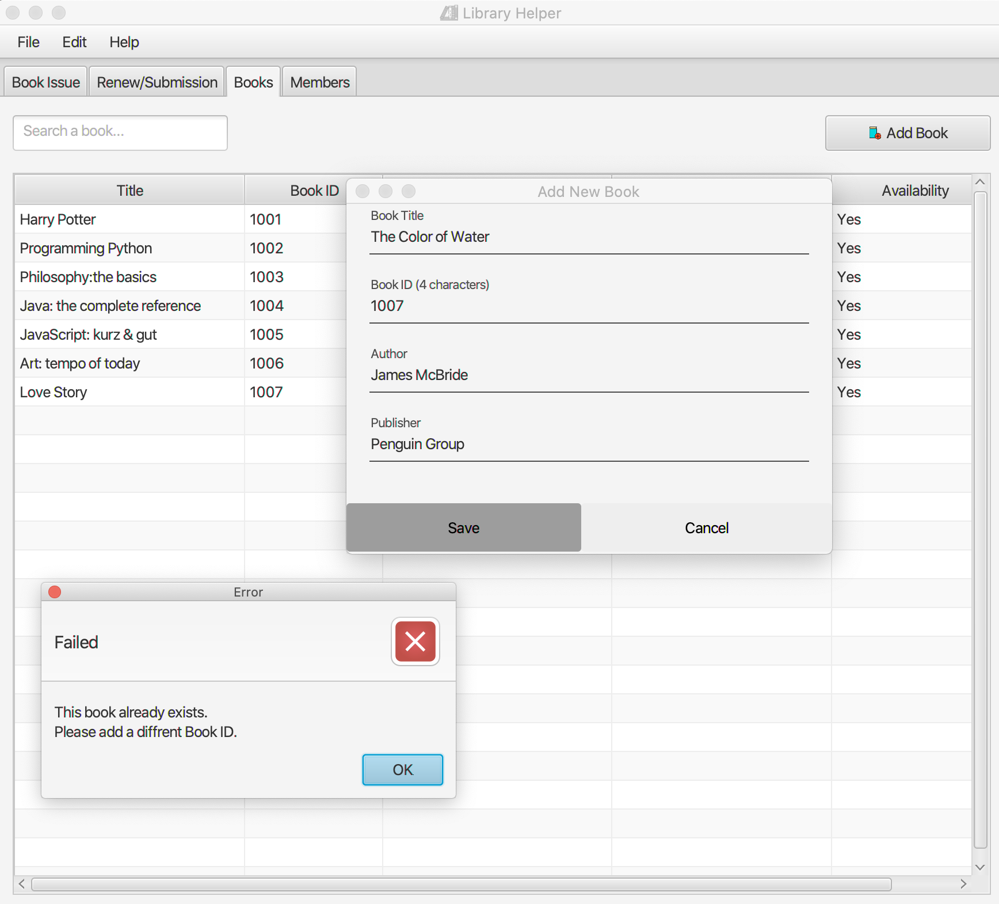 Library Helper
File Edit Help
Book Issue Renew/Submission Books Members
Search a book...
Add Book
Title Book ID Availability
Harry Potter 1001 Yes
Programming Python 1002 Yes
Philosophy:the basics 1003 Yes
Java: the complete reference 1004 Yes
JavaScript: kurz & gut 1005 Yes
Art: tempo of today 1006 Yes
Love Story 1007 Yes
Add New Book
Book Title
The Color of Water
Book ID (4 characters)
1007
Author
James McBride
Publisher
Penguin Group
Save Cancel
Error
Failed
This book already exists.
Please add a diffrent Book ID.
OK